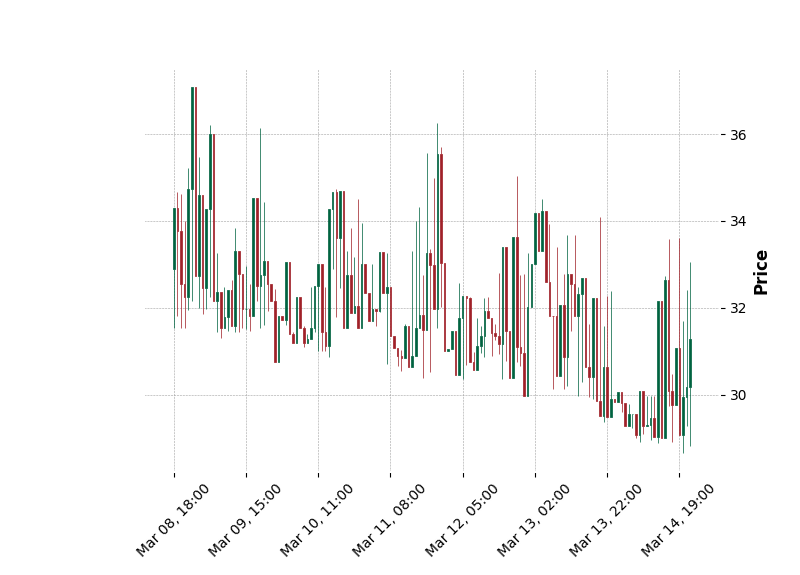 36
34
32
30
Price
Mar 08, 18:00
Mar 09, 15:00
Mar 10, 11:00
Mar 11, 08:00
Mar 12, 05:00
Mar 13, 02:00
Mar 13, 22:00
Mar 14, 19:00